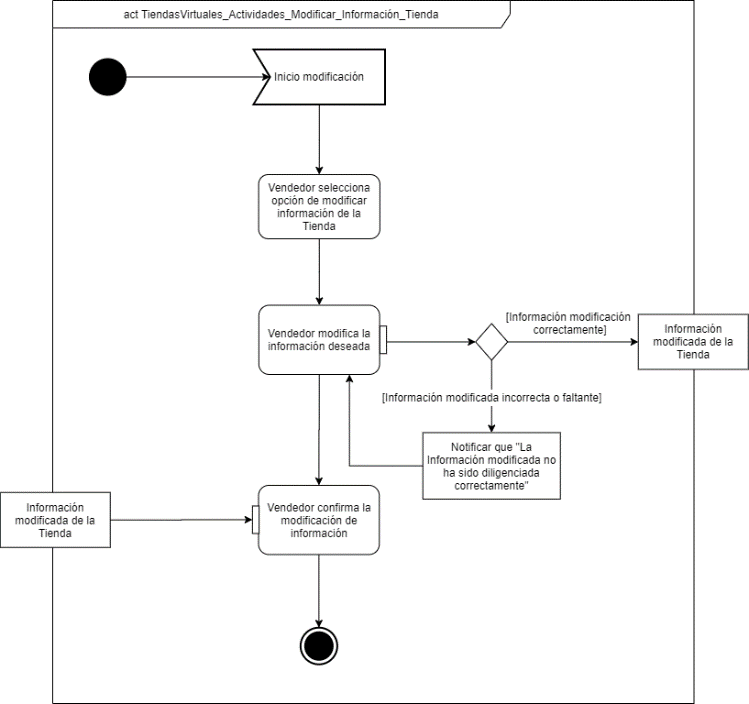 act TiendasVirtuales_Actividades_Modificar_Información_Tienda
Inicio modificación
Vendedor selecciona
opción de modificar
información de la
Tienda
Vendedor modifica la
información deseada
[Información modificación
correctamente]
Información
modificada de la
Tienda
[Información modificada incorrecta o faltante]
Notificar que "La
Información modificada no
ha sido diligenciada
correctamente"
Información
modificada de la
Tienda
Vendedor confirma la
modificación de
información